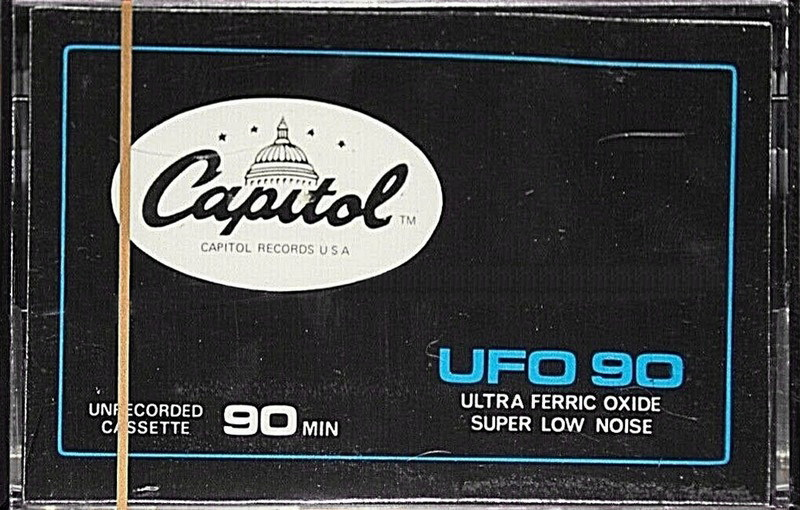 Capitol TM
CAPITOL RECORDS U S A
UFO 90
ULTRA FERRIC OXIDE
SUPER LOW NOISE
UNRECORDED
CASSETTE
90 MIN